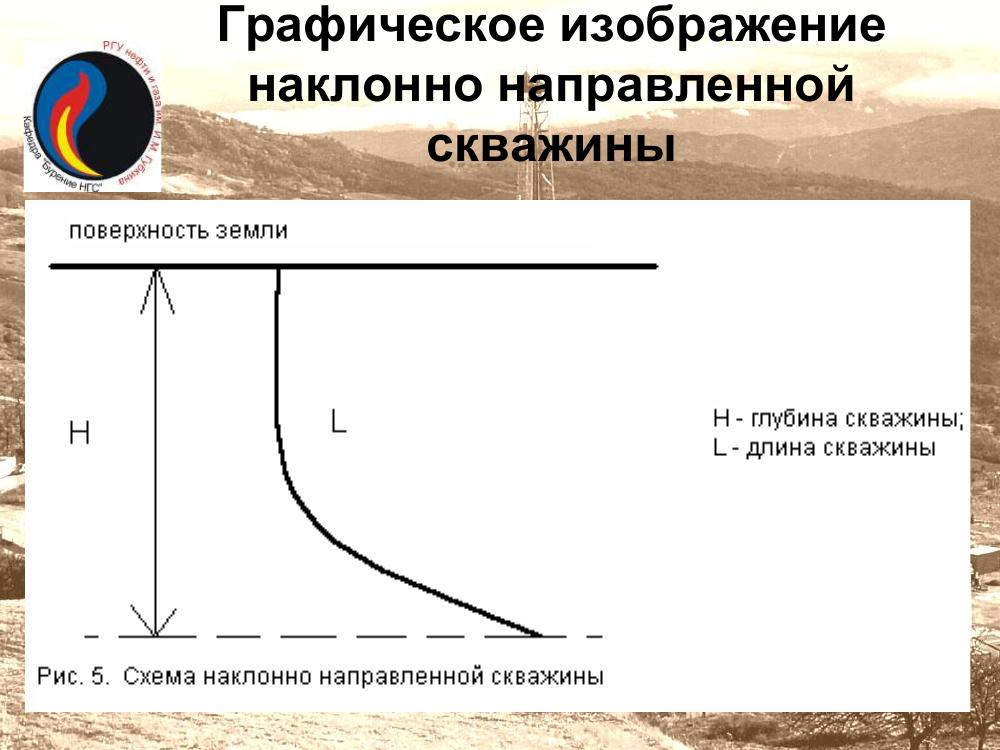 Графическое изображение
наклонно направленной
скважины
РГУ нефти и газа им. И.М. Губкина
Кафедра "Бурение НГС"
поверхность земли
H
L
H - глубина скважины;
L - длина скважины
Рис. 5. Схема наклонно направленной скважины